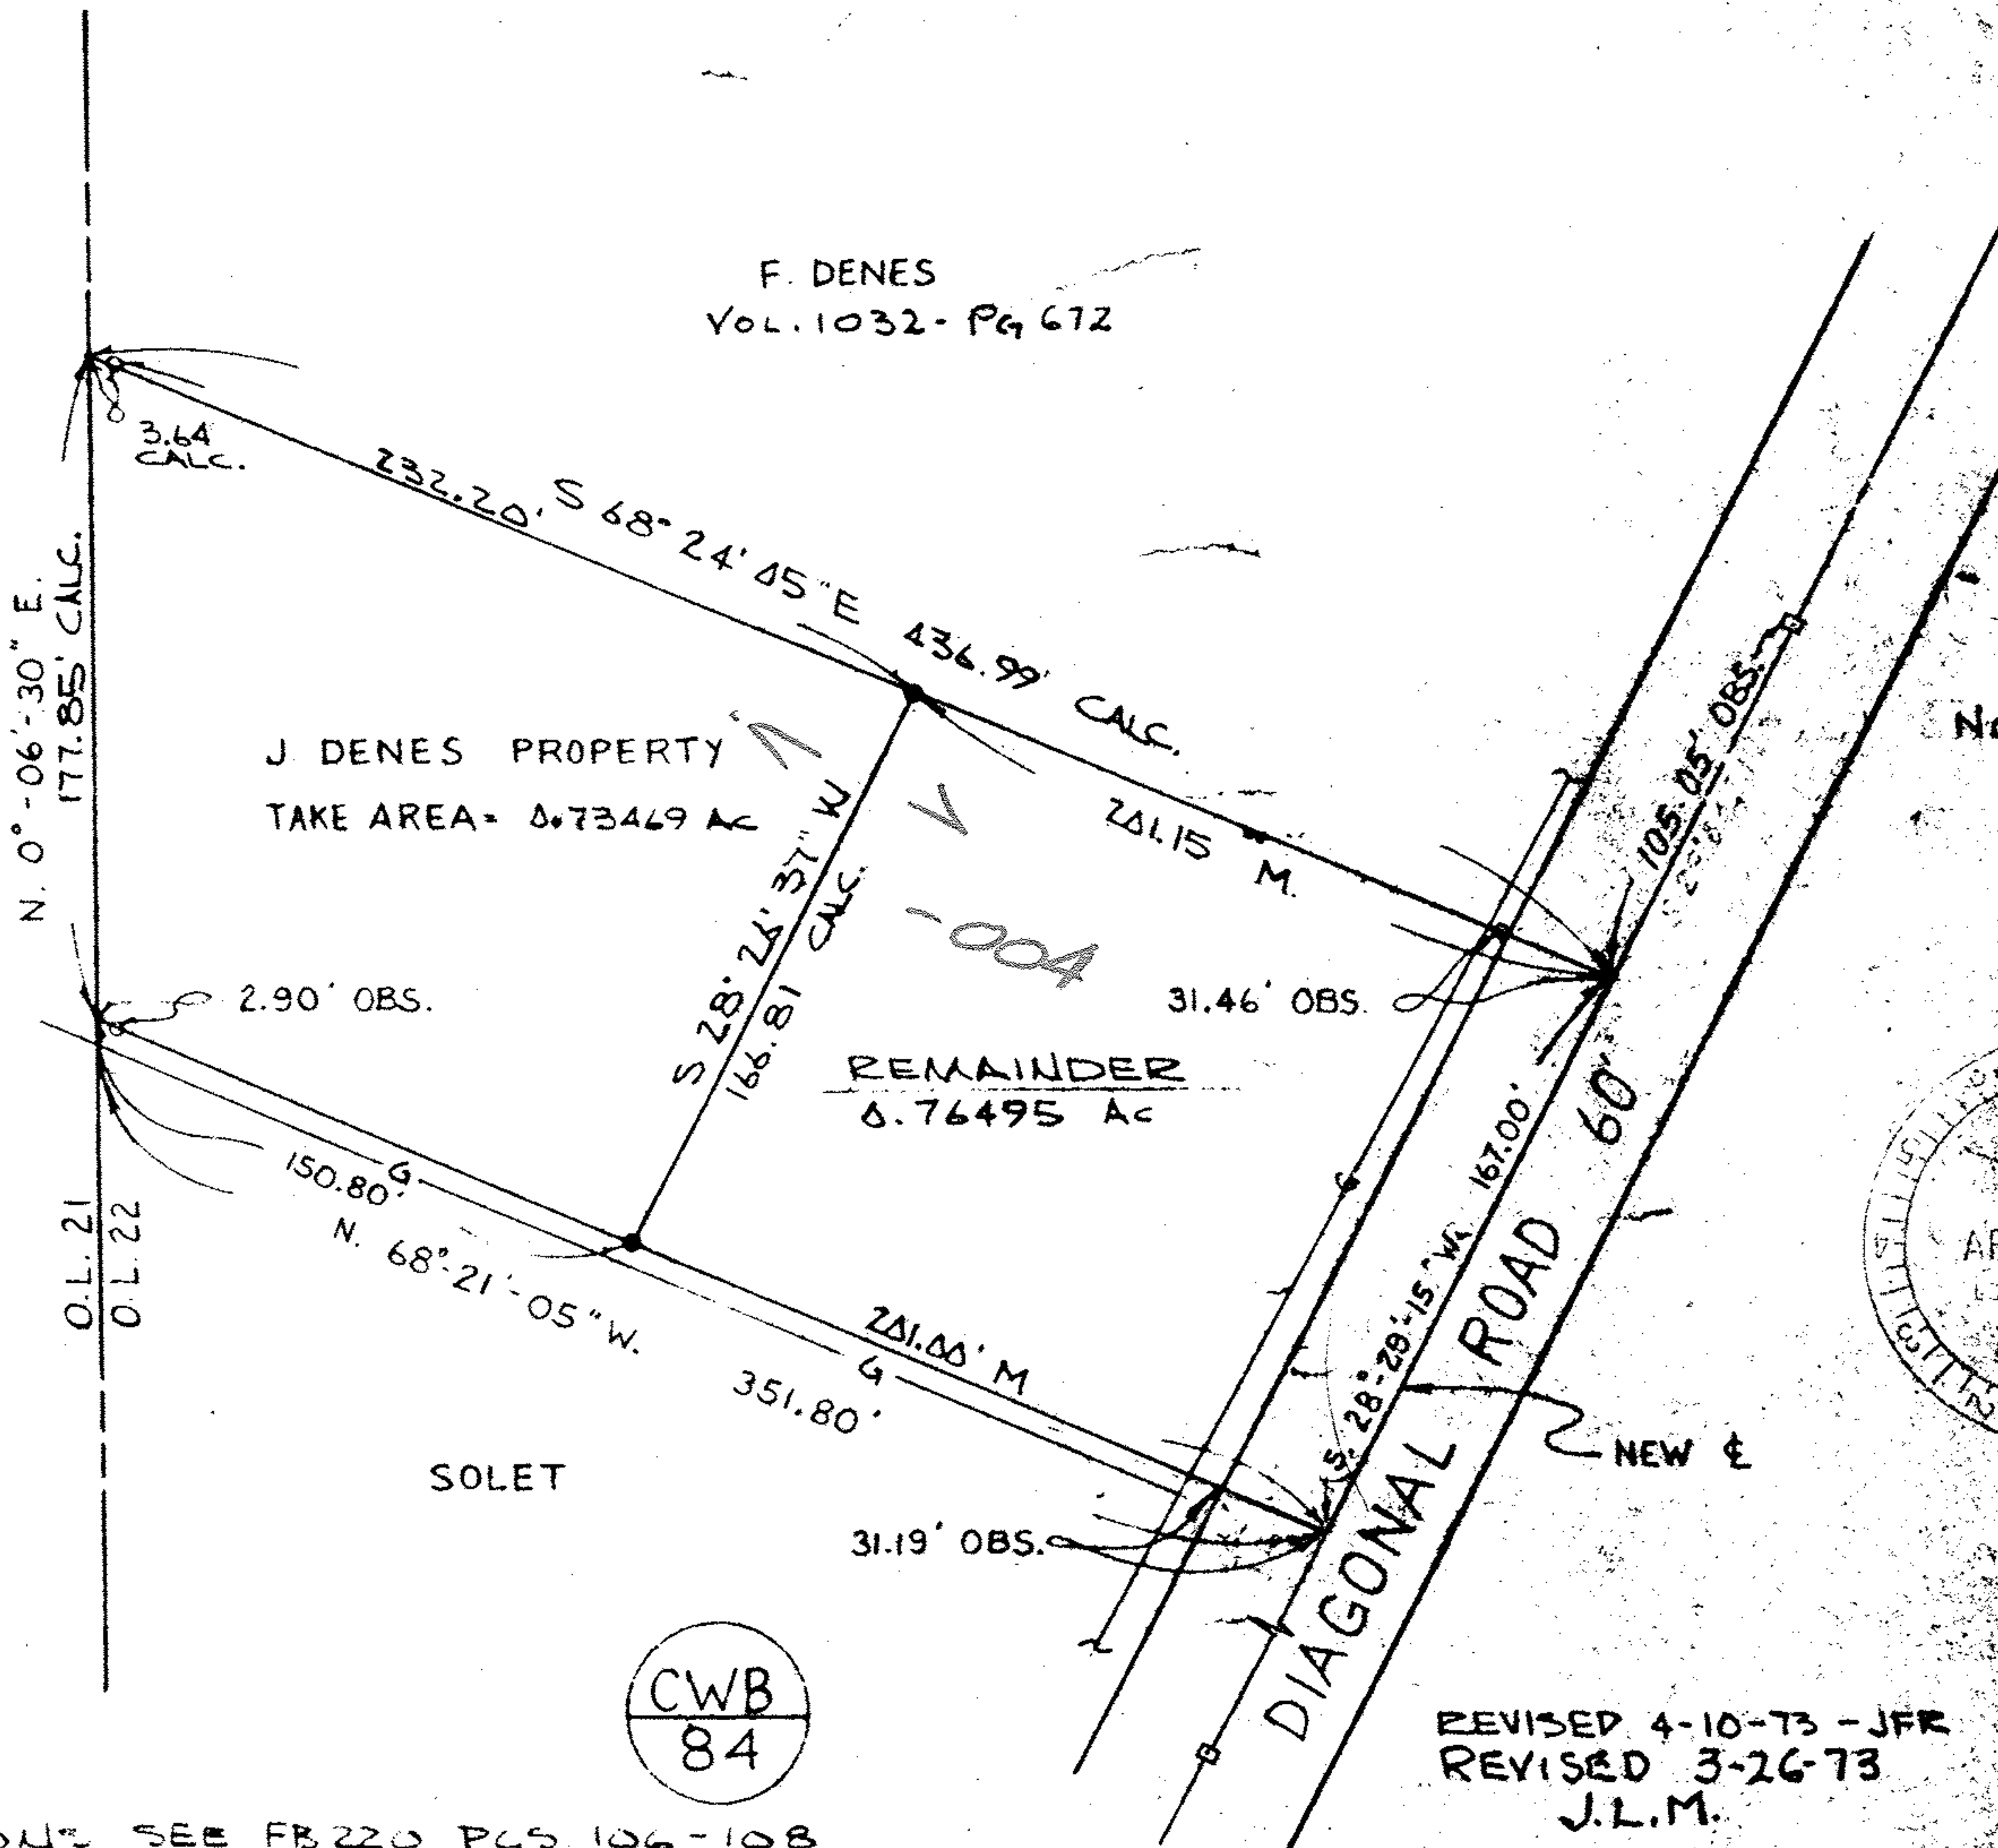 F. DENES
VOL. 1032 - PG 672
3.64
CALC.
232.20'
S 68° 24' 05" E 436.99' CALC.
N. 0°-06'-30" E.
177.85' CALC.
J DENES PROPERTY
TAKE AREA = 0.73469 AC
S 28° 26' 37" W
166.81 CALC.
201.15 M.
105.05' OBS.
-004
2.90' OBS.
31.46' OBS.
REMAINDER
0.76495 AC
150.80'
G
N. 68°-21'-05" W. 351.80'
201.00' M
G
G
O.L. 21
O.L. 22
S. 28°-29'-15" W. 167.00'
DIAGONAL ROAD 60'
NEW ℄
SOLET
31.19' OBS.
CWB
84
REVISED 4-10-73 - JFR
REVISED 3-26-73
J.L.M.
SEE FB 220 PGS 106-108